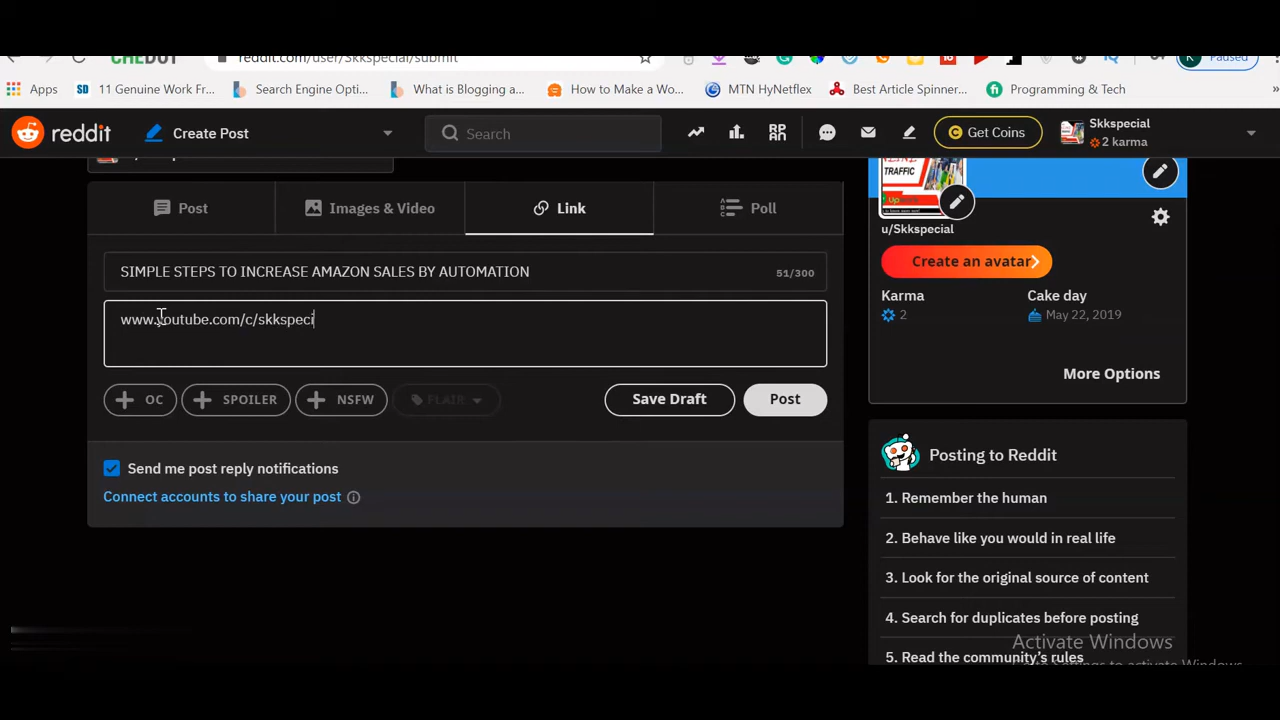 CHEDOT
reddit.com/user/Skkspecial/submit
Paused
Apps
SD 11 Genuine Work Fr...
Search Engine Opti...
What is Blogging a...
How to Make a Wo...
MTN HyNetflex
Best Article Spinner...
Programming & Tech
reddit
Create Post
Search
Get Coins
Skkspecial
2 karma
Post
Images & Video
Link
Poll
SIMPLE STEPS TO INCREASE AMAZON SALES BY AUTOMATION
51/300
www.youtube.com/c/skkspeci
OC
SPOILER
NSFW
FLAIR
Save Draft
Post
Send me post reply notifications
Connect accounts to share your post
TRAFFIC
u/Skkspecial
Create an avatar
Karma
2
Cake day
May 22, 2019
More Options
Posting to Reddit
1. Remember the human
2. Behave like you would in real life
3. Look for the original source of content
4. Search for duplicates before posting
5. Read the community's rules
Activate Windows